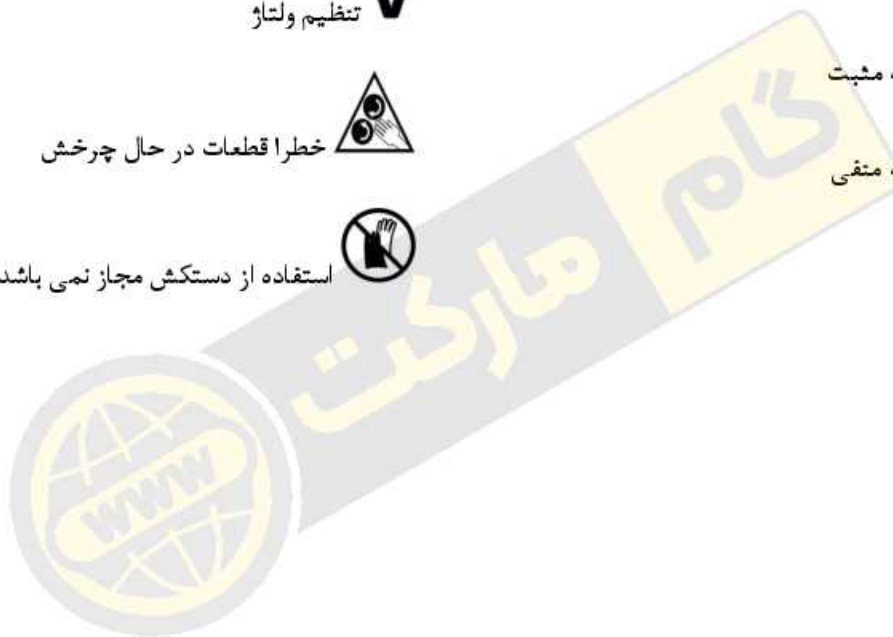 مثبت
منفی
V تنظیم ولتاژ
خطرا قطعات در حال چرخش
استفاده از دستکش مجاز نمی باشد
گام مارکت
WWW